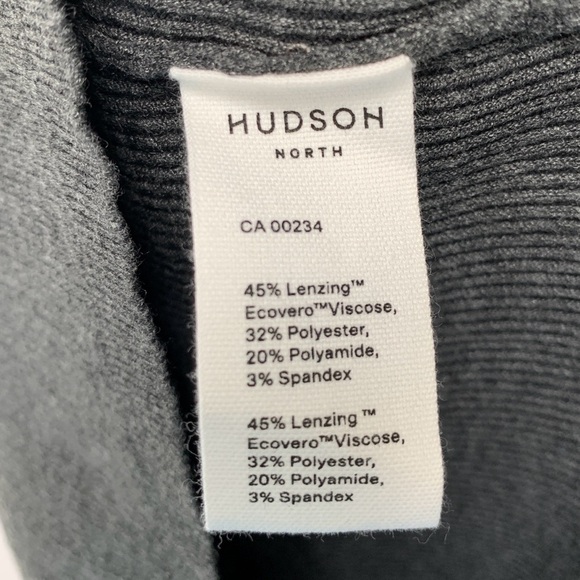 HUDSON
NORTH
CA 00234
45% Lenzing™
Ecovero™Viscose,
32% Polyester,
20% Polyamide,
3% Spandex
45% Lenzing ™
Ecovero™Viscose,
32% Polyester,
20% Polyamide,
3% Spandex